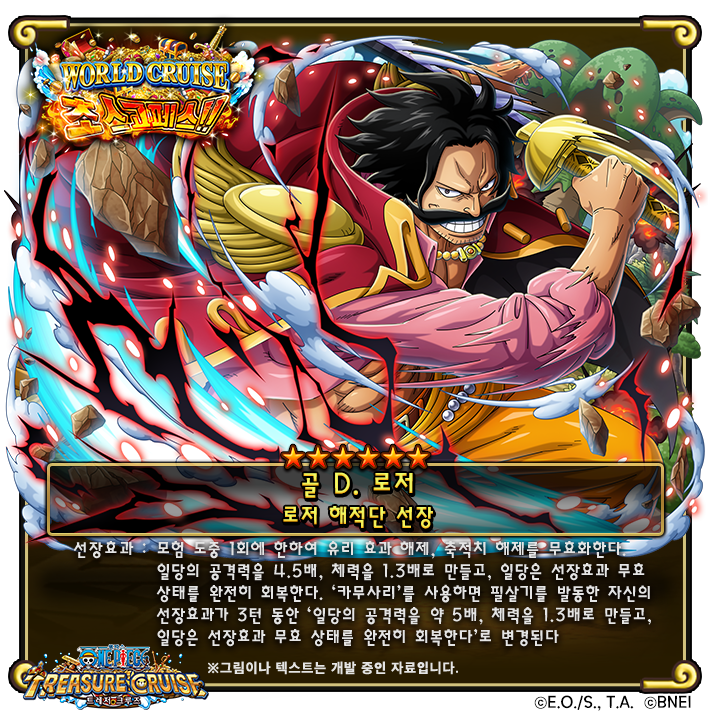 WORLD CRUISE
초 스고페스!!
골 D. 로저
로저 해적단 선장
선장효과 : 모험 도중 1회에 한하여 유리 효과 해제, 축적치 해제를 무효화한다.
일당의 공격력을 4.5배, 체력을 1.3배로 만들고, 일당은 선장효과 무효
상태를 완전히 회복한다. ‘카무사리’를 사용하면 필살기를 발동한 자신의
선장효과가 3턴 동안 ‘일당의 공격력을 약 5배, 체력을 1.3배로 만들고,
일당은 선장효과 무효 상태를 완전히 회복한다’로 변경된다
※그림이나 텍스트는 개발 중인 자료입니다.
ONE PIECE
TREASURE CRUISE
트레저 크루즈
©E.O./S., T.A. ©BNEI